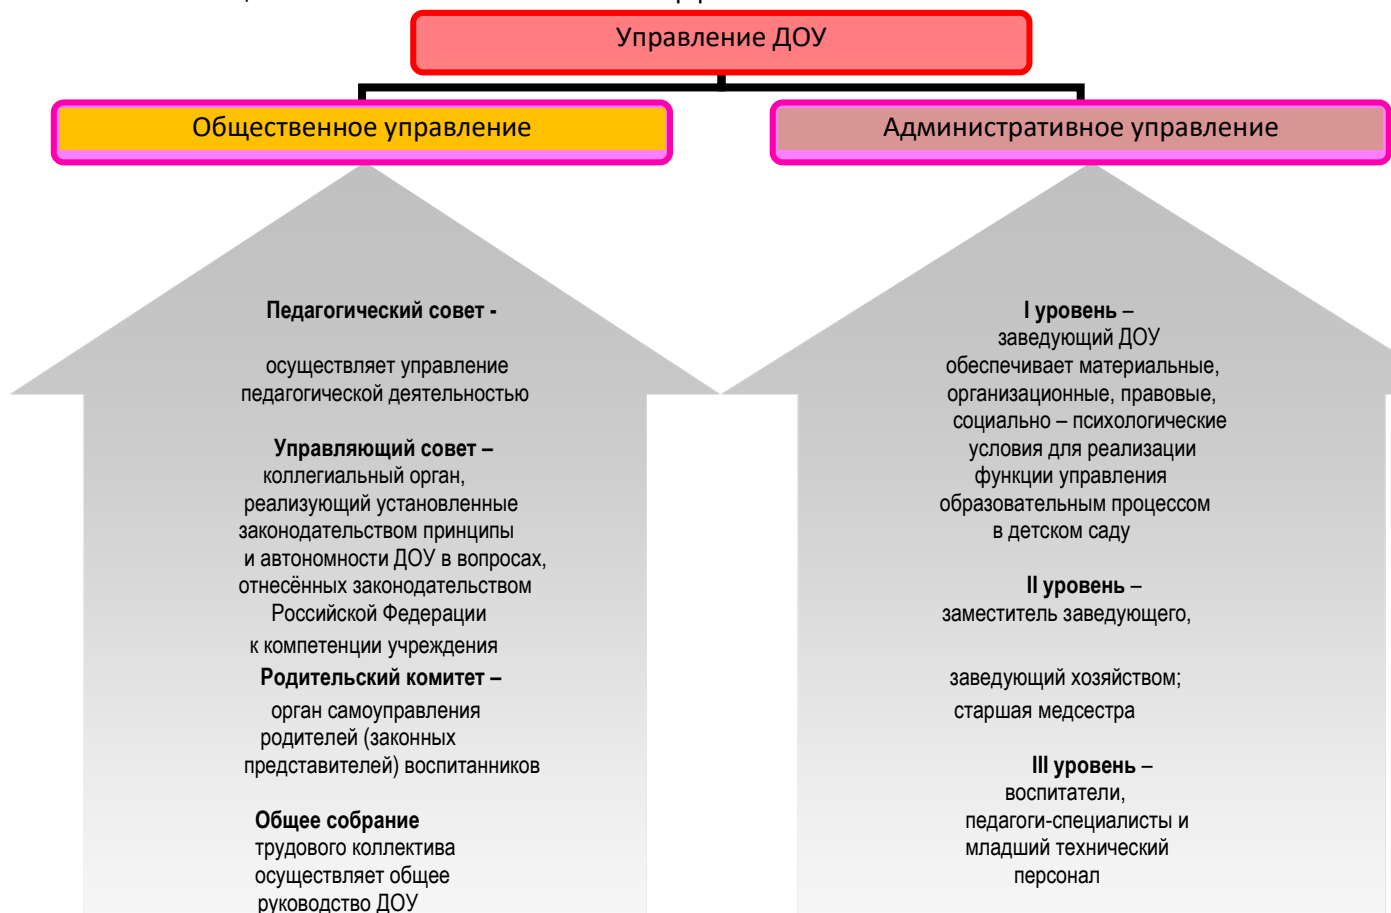 Управление ДОУ
Общественное управление
Административное управление
Педагогический совет -
осуществляет управление
педагогической деятельностью
Управляющий совет –
коллегиальный орган,
реализующий установленные
законодательством принципы
и автономности ДОУ в вопросах,
отнесённых законодательством
Российской Федерации
к компетенции учреждения
Родительский комитет –
орган самоуправления
родителей (законных
представителей) воспитанников
Общее собрание
трудового коллектива
осуществляет общее
руководство ДОУ
I уровень –
заведующий ДОУ
обеспечивает материальные,
организационные, правовые,
социально – психологические
условия для реализации
функции управления
образовательным процессом
в детском саду
II уровень –
заместитель заведующего,
заведующий хозяйством;
старшая медсестра
III уровень –
воспитатели,
педагоги-специалисты и
младший технический
персонал